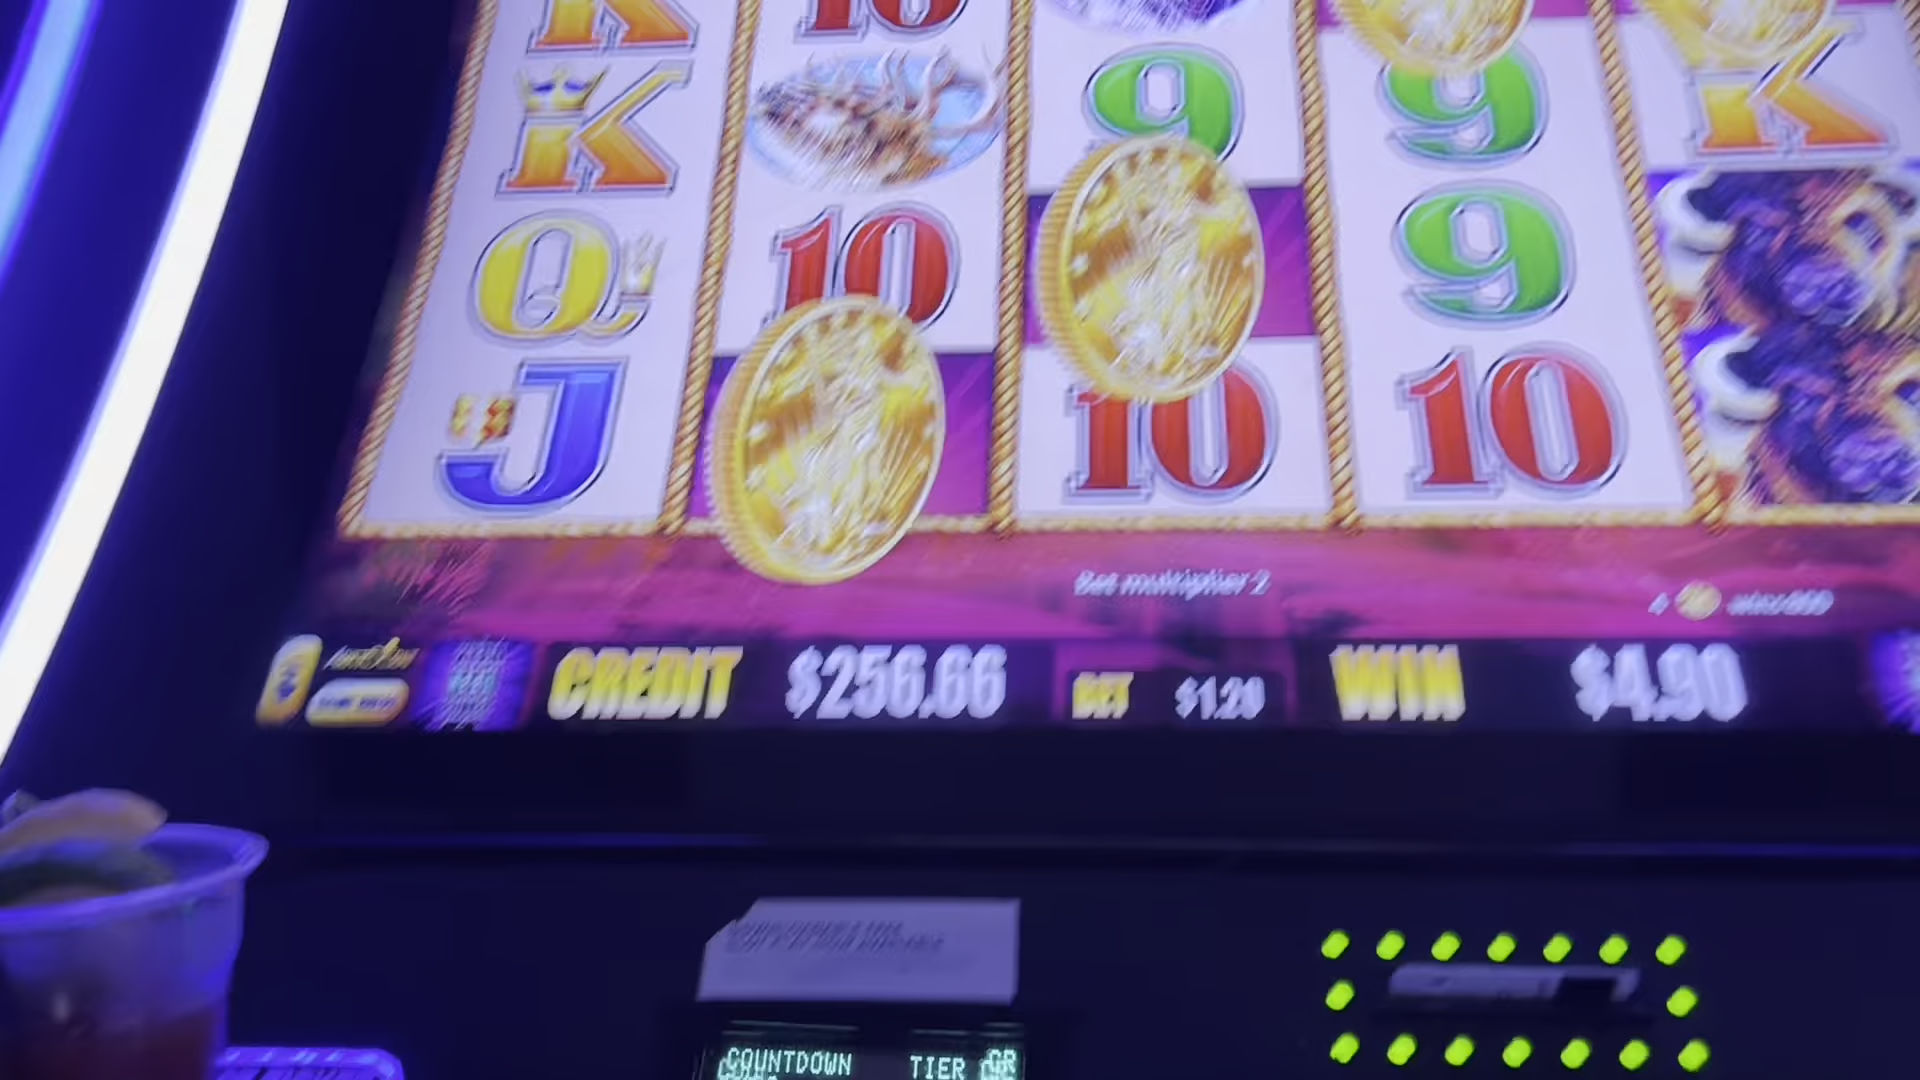 K 10
K 9 9 K
Q 10 9
J 10 10
Bet multiplier 2
CREDIT $256.66 BET $1.20 WIN $4.90
COUNTDOWN TIER